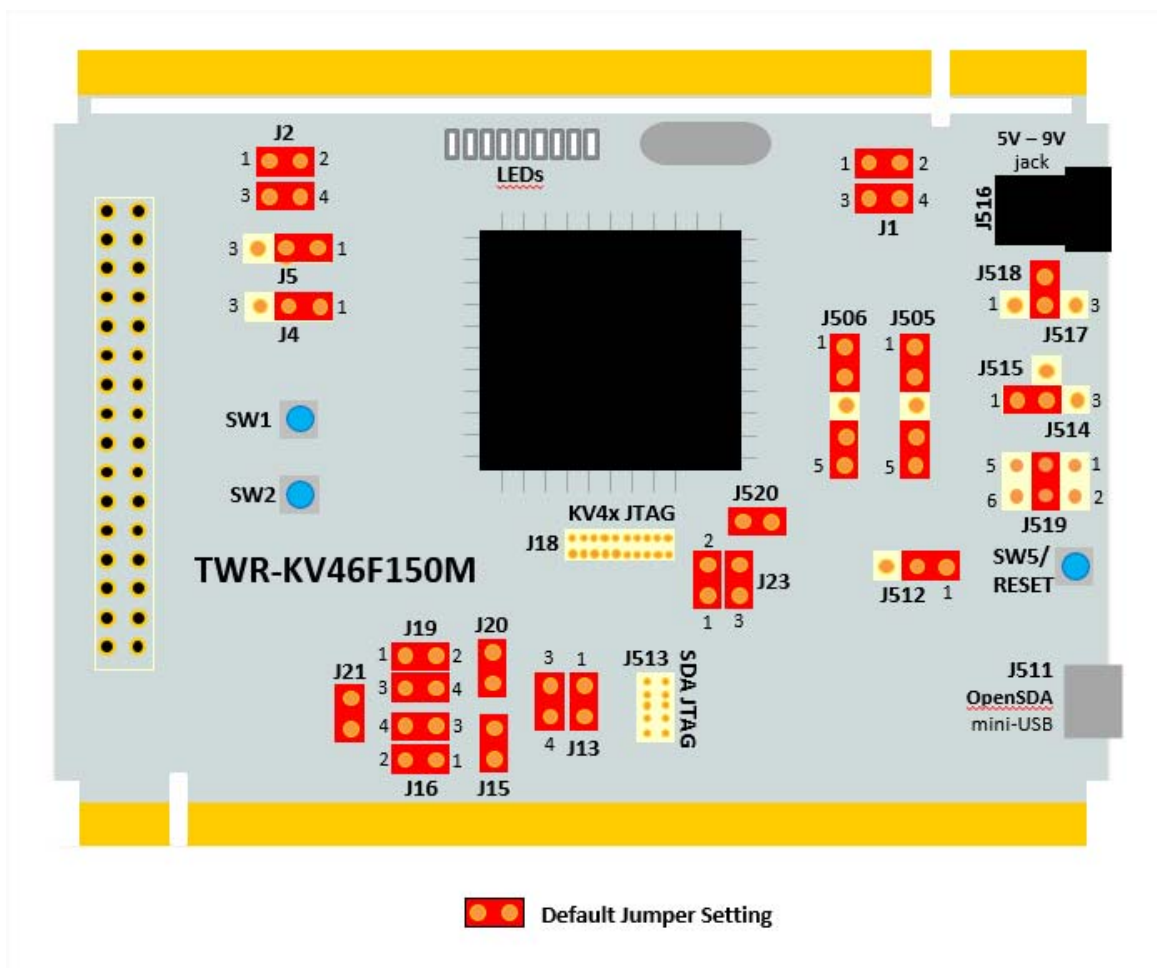 J2
1 2
3 4
LEDs
1 2
3 4
J1
5V – 9V
jack
J516
3 1
J5
3 1
J4
J518
1 3
J517
J506 J505
1 1
5 5
J515
1 3
J514
SW1
SW2
5 1
6 2
J519
J520
KV4x JTAG
J18
2
J23
1 3
TWR-KV46F150M
J512 1
SW5/
RESET
J19
1 2
3 4
J20
J21
4 3
2 1
J16
J15
3 1
4
J13
J513
SDA JTAG
J511
OpenSDA
mini-USB
Default Jumper Setting